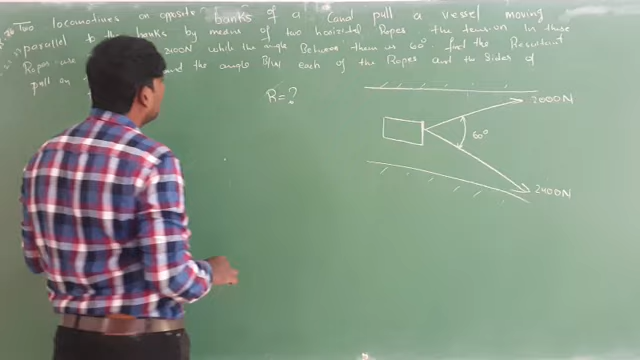 Two locomotives on opposite banks of a Canal pull a vessel moving
parallel to the banks by means of two horizontal Ropes. the tension in these
Ropes 2400N while the angle Between them is 60° find the Resultant
pull on and the angle B/W each of the Ropes and the sides of
R=?
2000N
60°
2400N